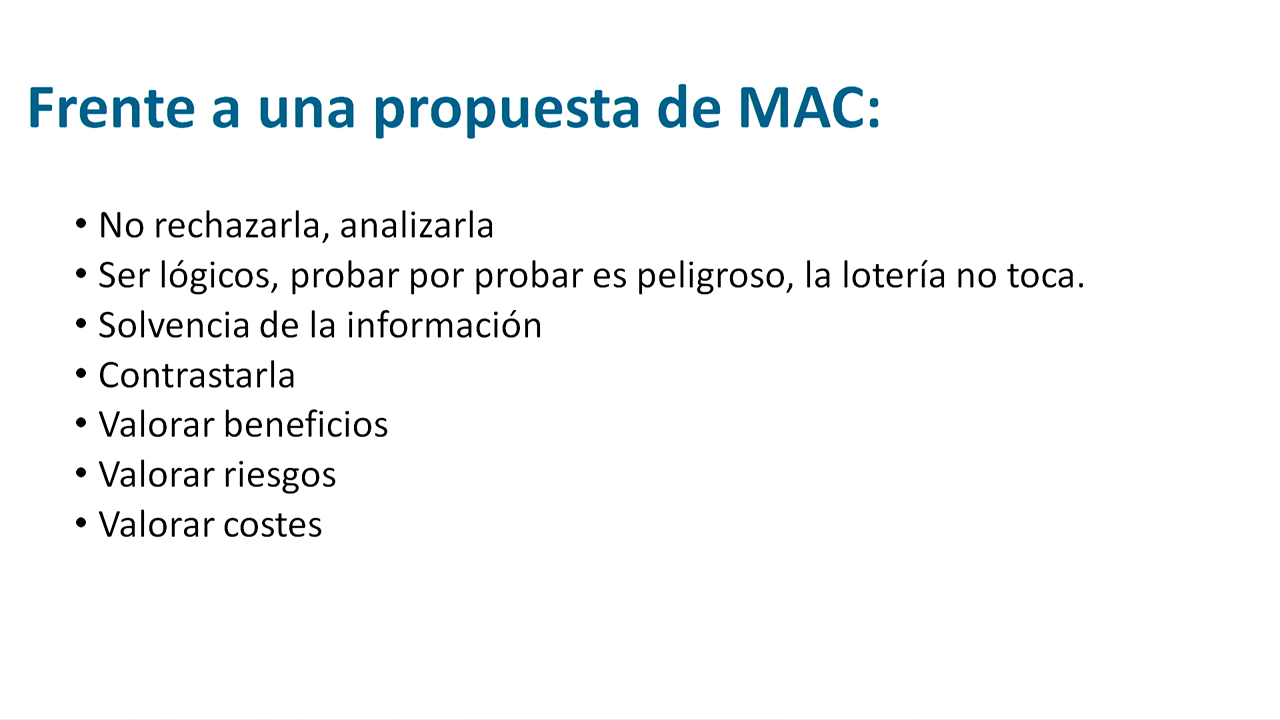 Frente a una propuesta de MAC:
• No rechazarla, analizarla
• Ser lógicos, probar por probar es peligroso, la lotería no toca.
• Solvencia de la información
• Contrastarla
• Valorar beneficios
• Valorar riesgos
• Valorar costes